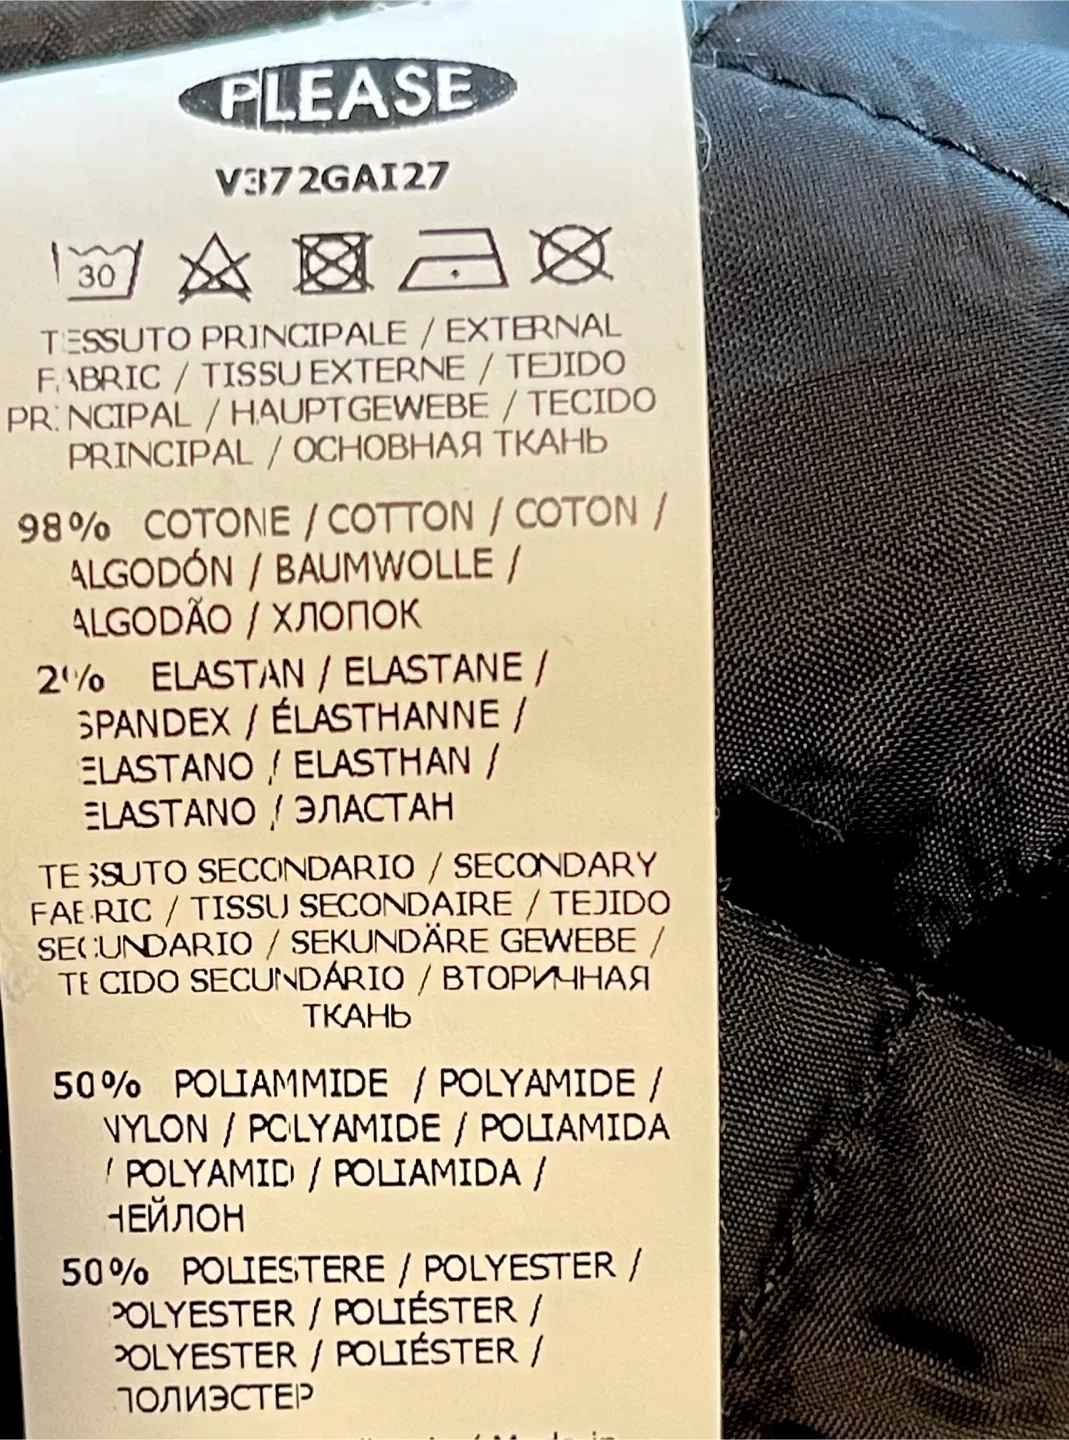 PLEASE
V372GAI27
30
TESSUTO PRINCIPALE / EXTERNAL
FABRIC / TISSU EXTERNE / TEJIDO
PRINCIPAL / HAUPTGEWEBE / TECIDO
PRINCIPAL / ОСНОВНАЯ ТКАНЬ
98% COTONE / COTTON / COTON /
ALGODÓN / BAUMWOLLE /
ALGODÃO / ХЛОПОК
2% ELASTAN / ELASTANE /
SPANDEX / ÉLASTHANNE /
ELASTANO / ELASTHAN /
ELASTANO / ЭЛАСТАН
TESSUTO SECONDARIO / SECONDARY
FABRIC / TISSU SECONDAIRE / TEJIDO
SECUNDARIO / SEKUNDÄRE GEWEBE /
TECIDO SECUNDÁRIO / ВТОРИЧНАЯ
ТКАНЬ
50% POLIAMMIDE / POLYAMIDE /
NYLON / POLYAMIDE / POLIAMIDA
/ POLYAMID / POLIAMIDA /
НЕЙЛОН
50% POLIESTERE / POLYESTER /
POLYESTER / POLIÉSTER /
POLYESTER / POLIÉSTER /
ПОЛИЭСТЕР
/ Made in